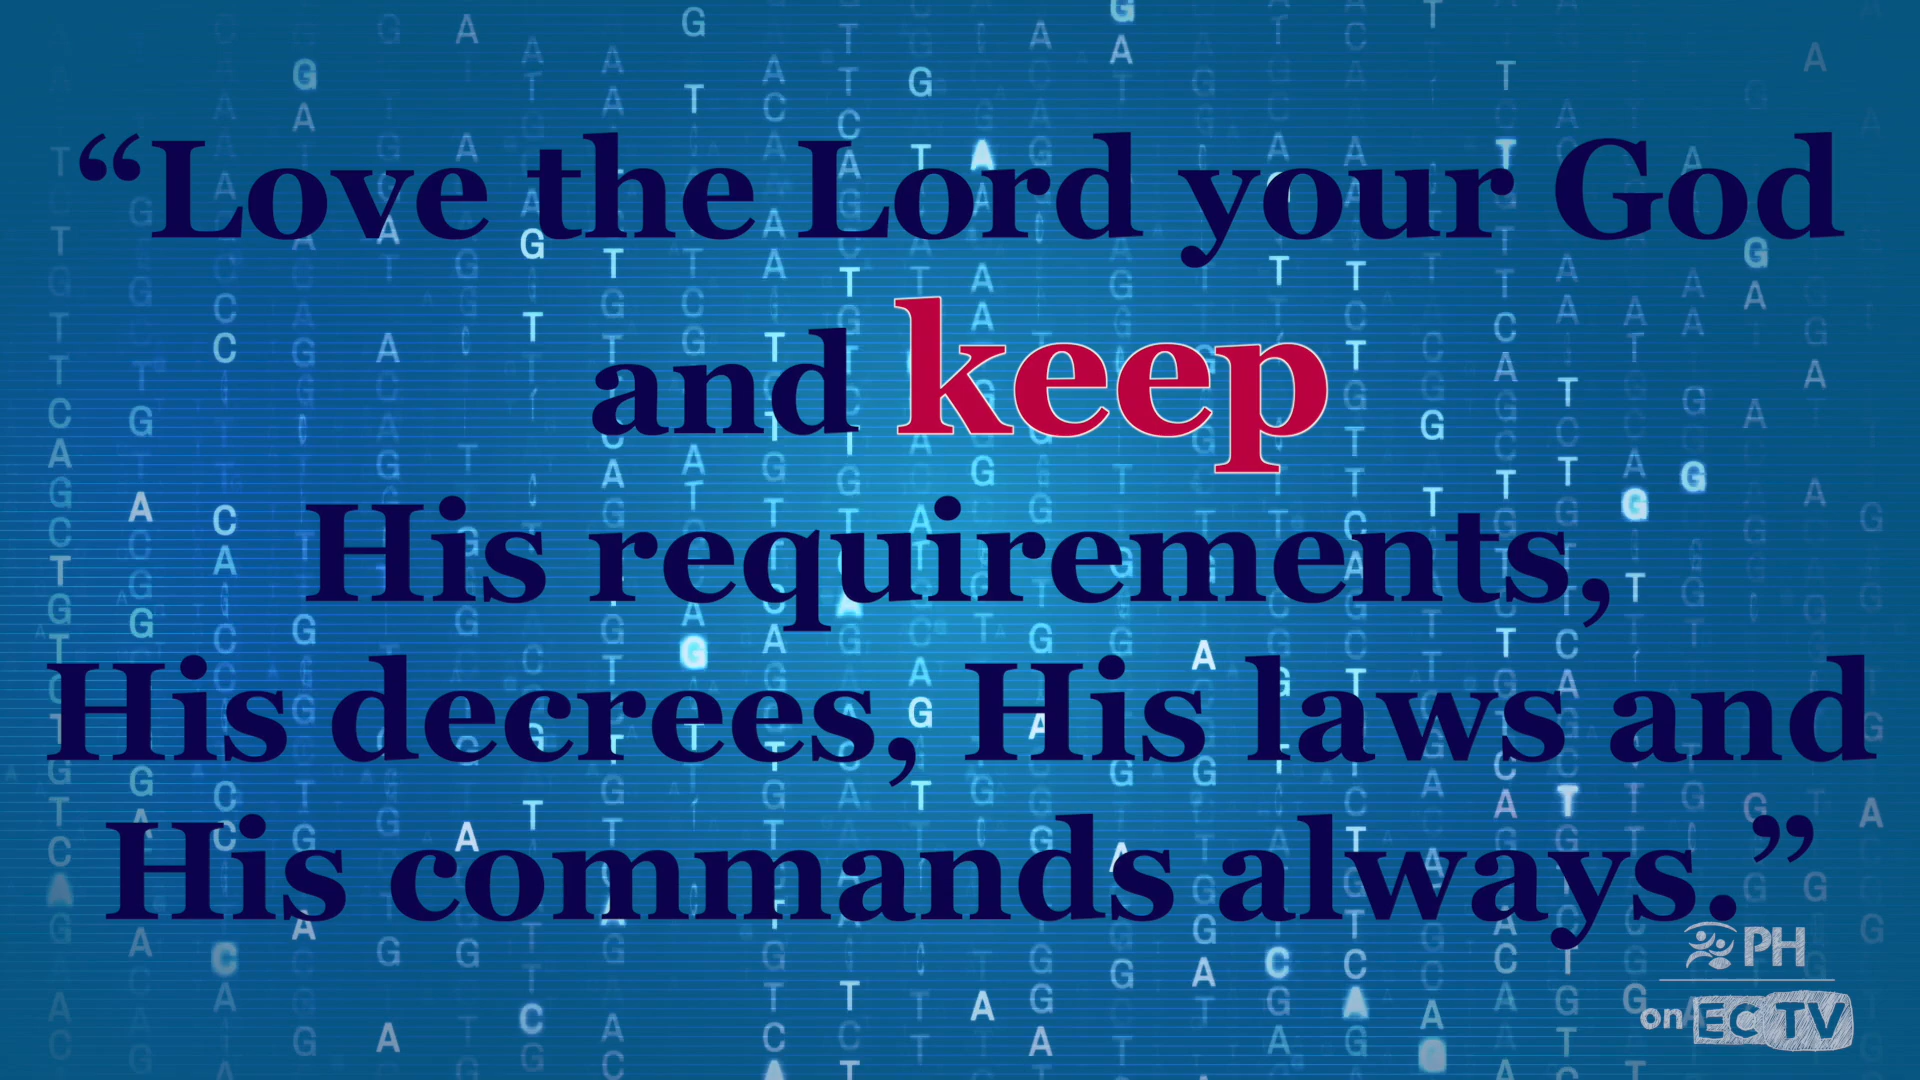 “Love the Lord your God
and keep
His requirements,
His decrees, His laws and
His commands always.”
PH
on ECTV